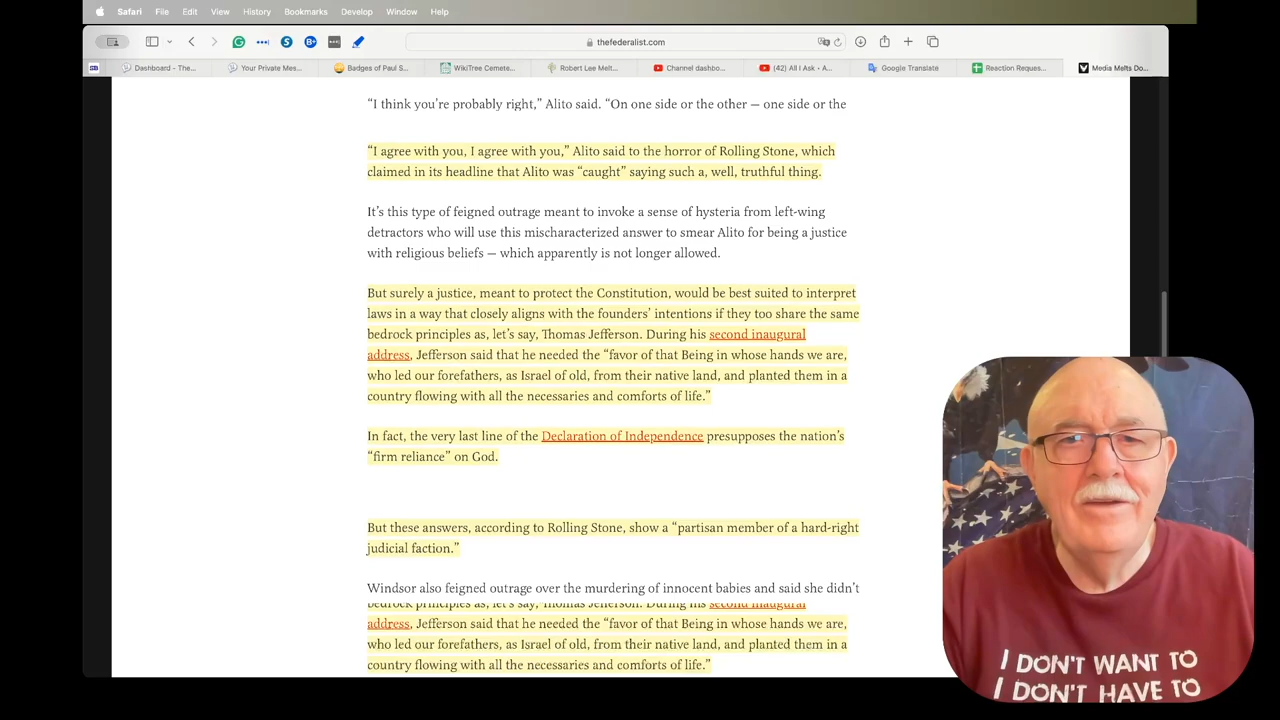 Safari File Edit View History Bookmarks Develop Window Help
thefederalist.com
SB Dashboard - The... Your Private Mes... Badges of Paul S... WikiTree Cemete... Robert Lee Melt... Channel dashbo... (42) All I Ask • A... Google Translate Reaction Reques... Media Melts Do...
“I think you're probably right,” Alito said. “On one side or the other — one side or the
“I agree with you, I agree with you,” Alito said to the horror of Rolling Stone, which
claimed in its headline that Alito was “caught” saying such a, well, truthful thing.
It’s this type of feigned outrage meant to invoke a sense of hysteria from left-wing
detractors who will use this mischaracterized answer to smear Alito for being a justice
with religious beliefs — which apparently is not longer allowed.
But surely a justice, meant to protect the Constitution, would be best suited to interpret
laws in a way that closely aligns with the founders’ intentions if they too share the same
bedrock principles as, let’s say, Thomas Jefferson. During his second inaugural
address, Jefferson said that he needed the “favor of that Being in whose hands we are,
who led our forefathers, as Israel of old, from their native land, and planted them in a
country flowing with all the necessaries and comforts of life.”
In fact, the very last line of the Declaration of Independence presupposes the nation’s
“firm reliance” on God.
But these answers, according to Rolling Stone, show a “partisan member of a hard-right
judicial faction.”
Windsor also feigned outrage over the murdering of innocent babies and said she didn’t
bedrock principles as, let’s say, Thomas Jefferson. During his second inaugural
address, Jefferson said that he needed the “favor of that Being in whose hands we are,
who led our forefathers, as Israel of old, from their native land, and planted them in a
country flowing with all the necessaries and comforts of life.”
I DON'T WANT TO
I DON'T HAVE TO